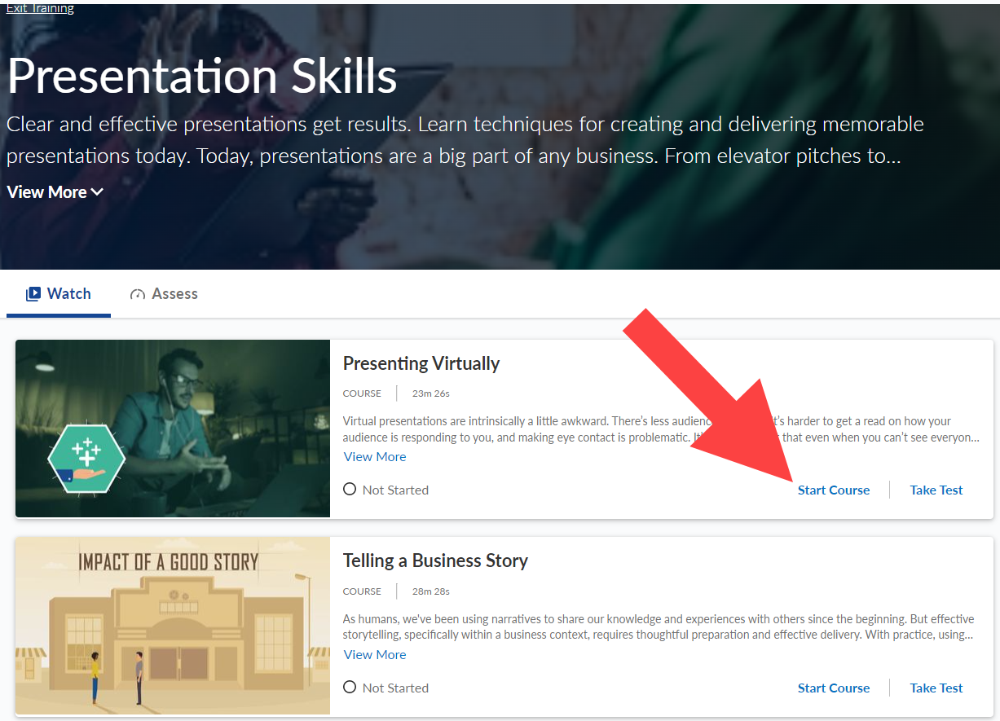 Exit Training
Presentation Skills
Clear and effective presentations get results. Learn techniques for creating and delivering memorable
presentations today. Today, presentations are a big part of any business. From elevator pitches to...
View More
Watch
Assess
Presenting Virtually
COURSE 23m 26s
Virtual presentations are intrinsically a little awkward. There's less harder to get a read on how your
audience is responding to you, and making eye contact is problematic. that even when you can't see everyon...
View More
Not Started
Start Course
Take Test
IMPACT OF A GOOD STORY
Telling a Business Story
COURSE 28m 28s
As humans, we've been using narratives to share our knowledge and experiences with others since the beginning. But effective
storytelling, specifically within a business context, requires thoughtful preparation and effective delivery. With practice, using...
View More
Not Started
Start Course
Take Test